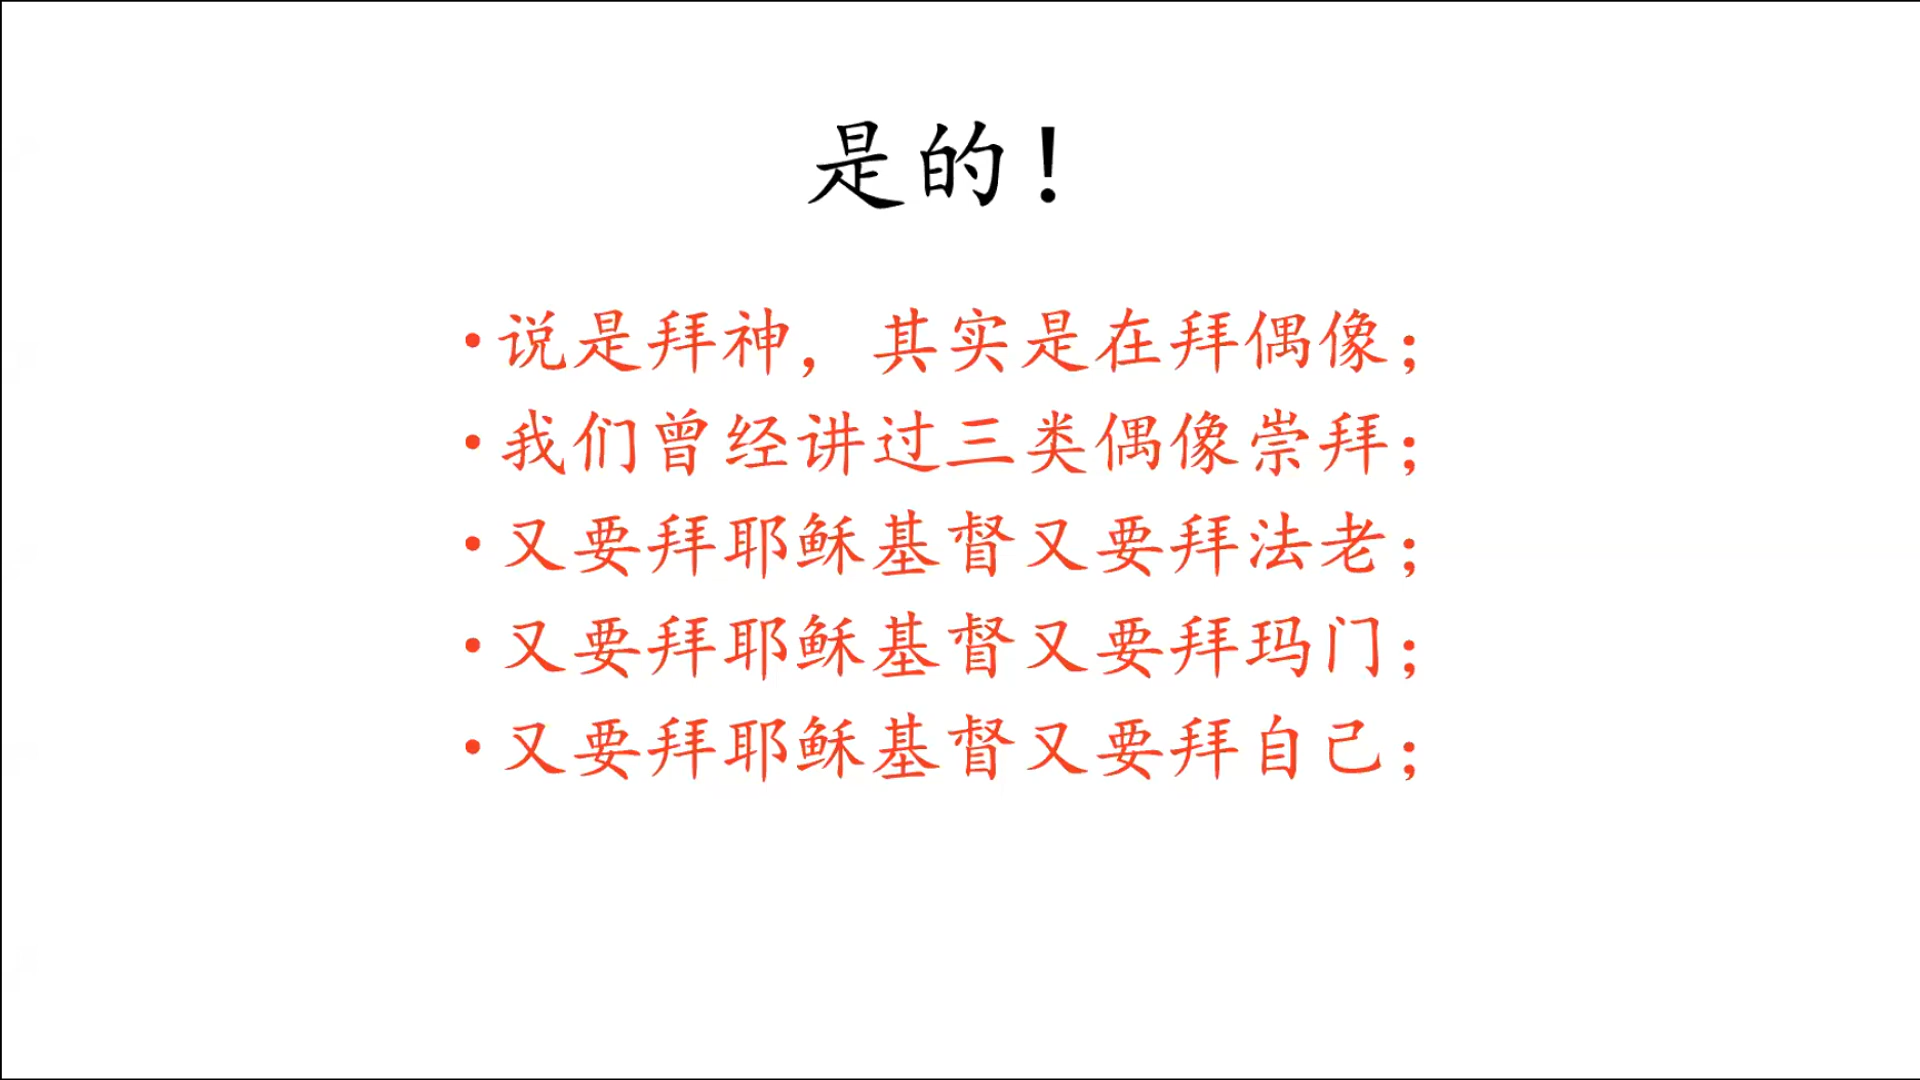 是的！
•说是拜神，其实是在拜偶像；
•我们曾经讲过三类偶像崇拜；
•又要拜耶稣基督又要拜法老；
•又要拜耶稣基督又要拜玛门；
•又要拜耶稣基督又要拜自己；